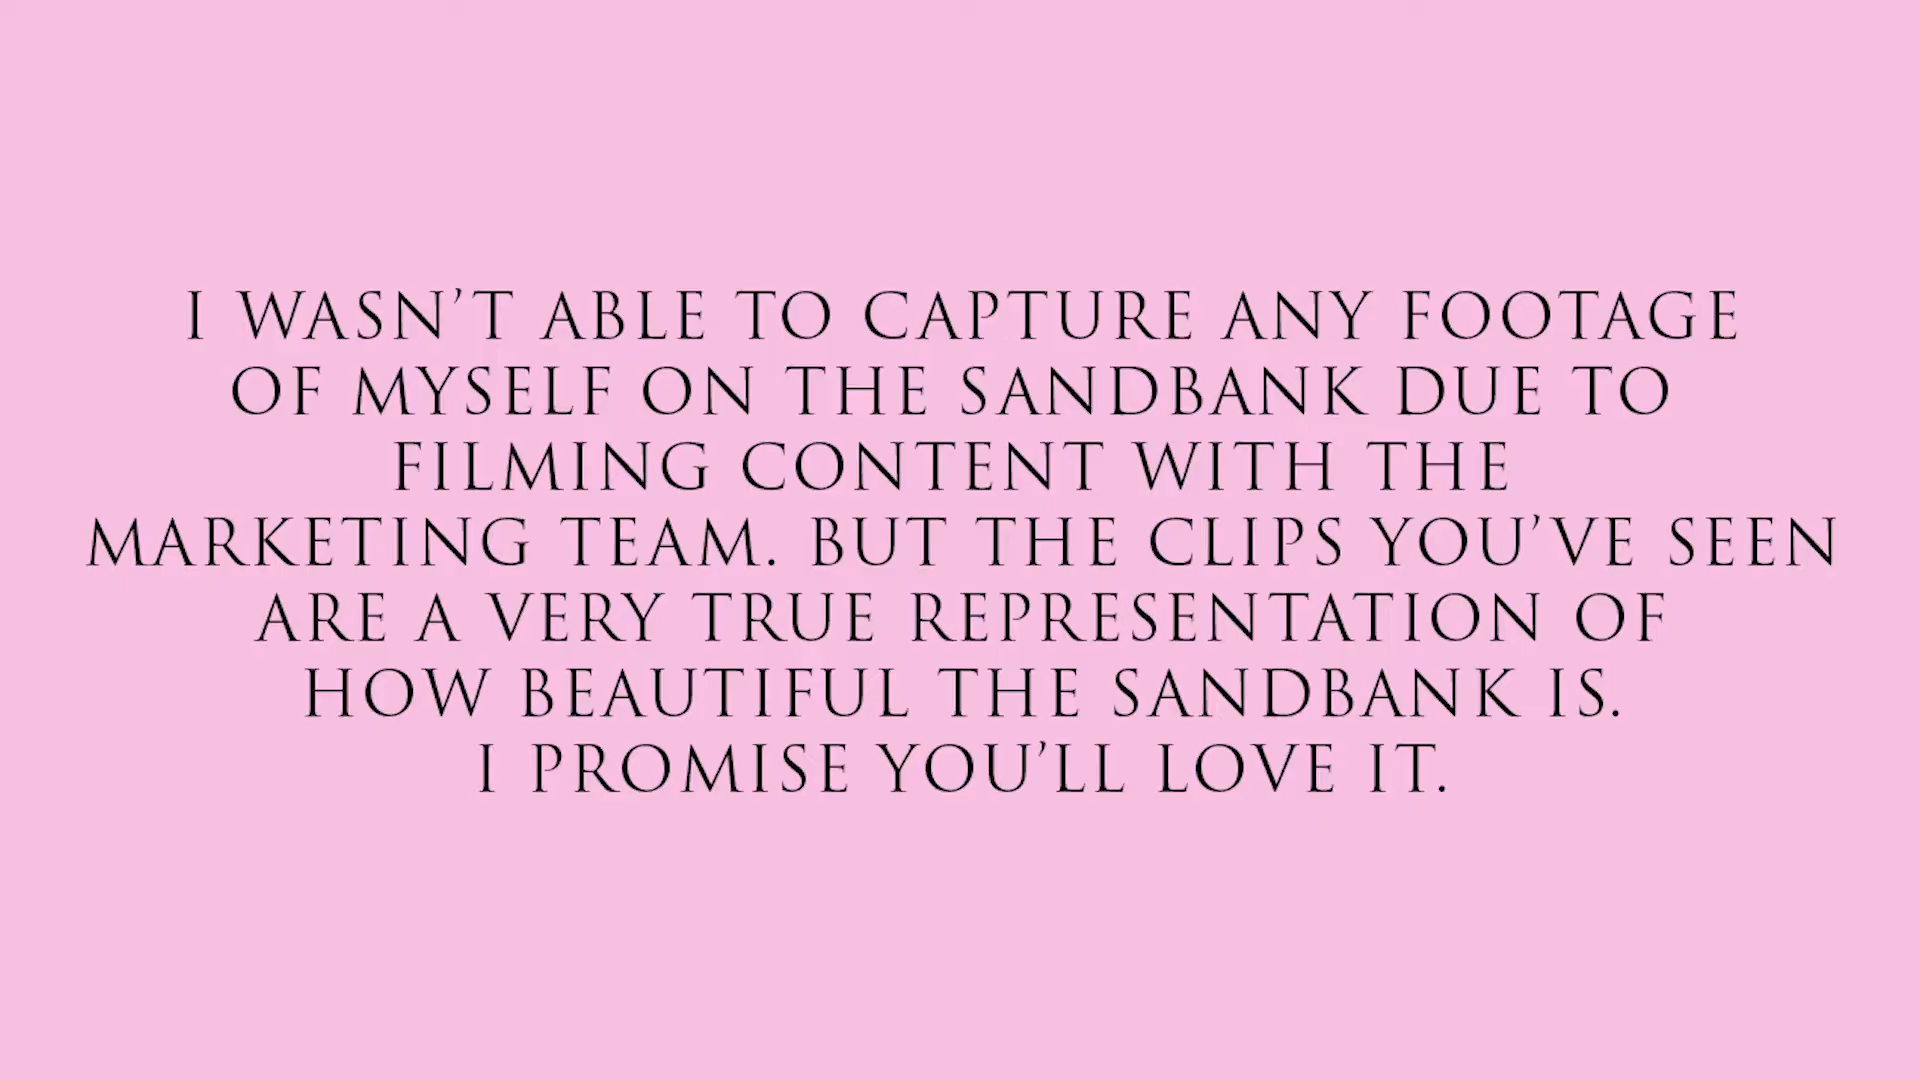 I WASN’T ABLE TO CAPTURE ANY FOOTAGE
OF MYSELF ON THE SANDBANK DUE TO
FILMING CONTENT WITH THE
MARKETING TEAM. BUT THE CLIPS YOU’VE SEEN
ARE A VERY TRUE REPRESENTATION OF
HOW BEAUTIFUL THE SANDBANK IS.
I PROMISE YOU’LL LOVE IT.